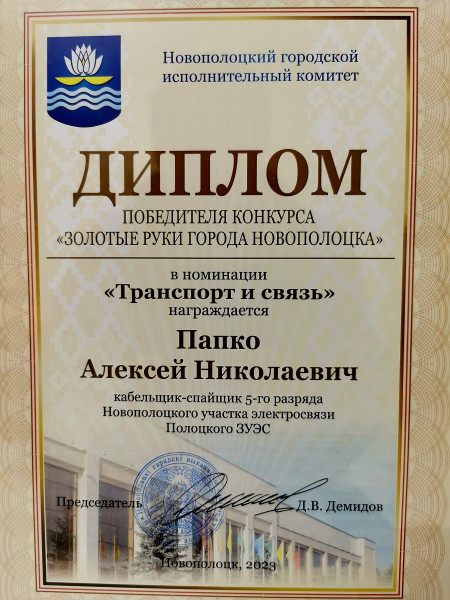 Новополоцкий городской
исполнительный комитет
ДИПЛОМ
ПОБЕДИТЕЛЯ КОНКУРСА
«ЗОЛОТЫЕ РУКИ ГОРОДА НОВОПОЛОЦКА»
в номинации
«Транспорт и связь»
награждается
Папко
Алексей Николаевич
кабельщик-спайщик 5-го разряда
Новополоцкого участка электросвязи
Полоцкого ЗУЭС
Председатель
Д.В. Демидов
Новополоцк, 2023